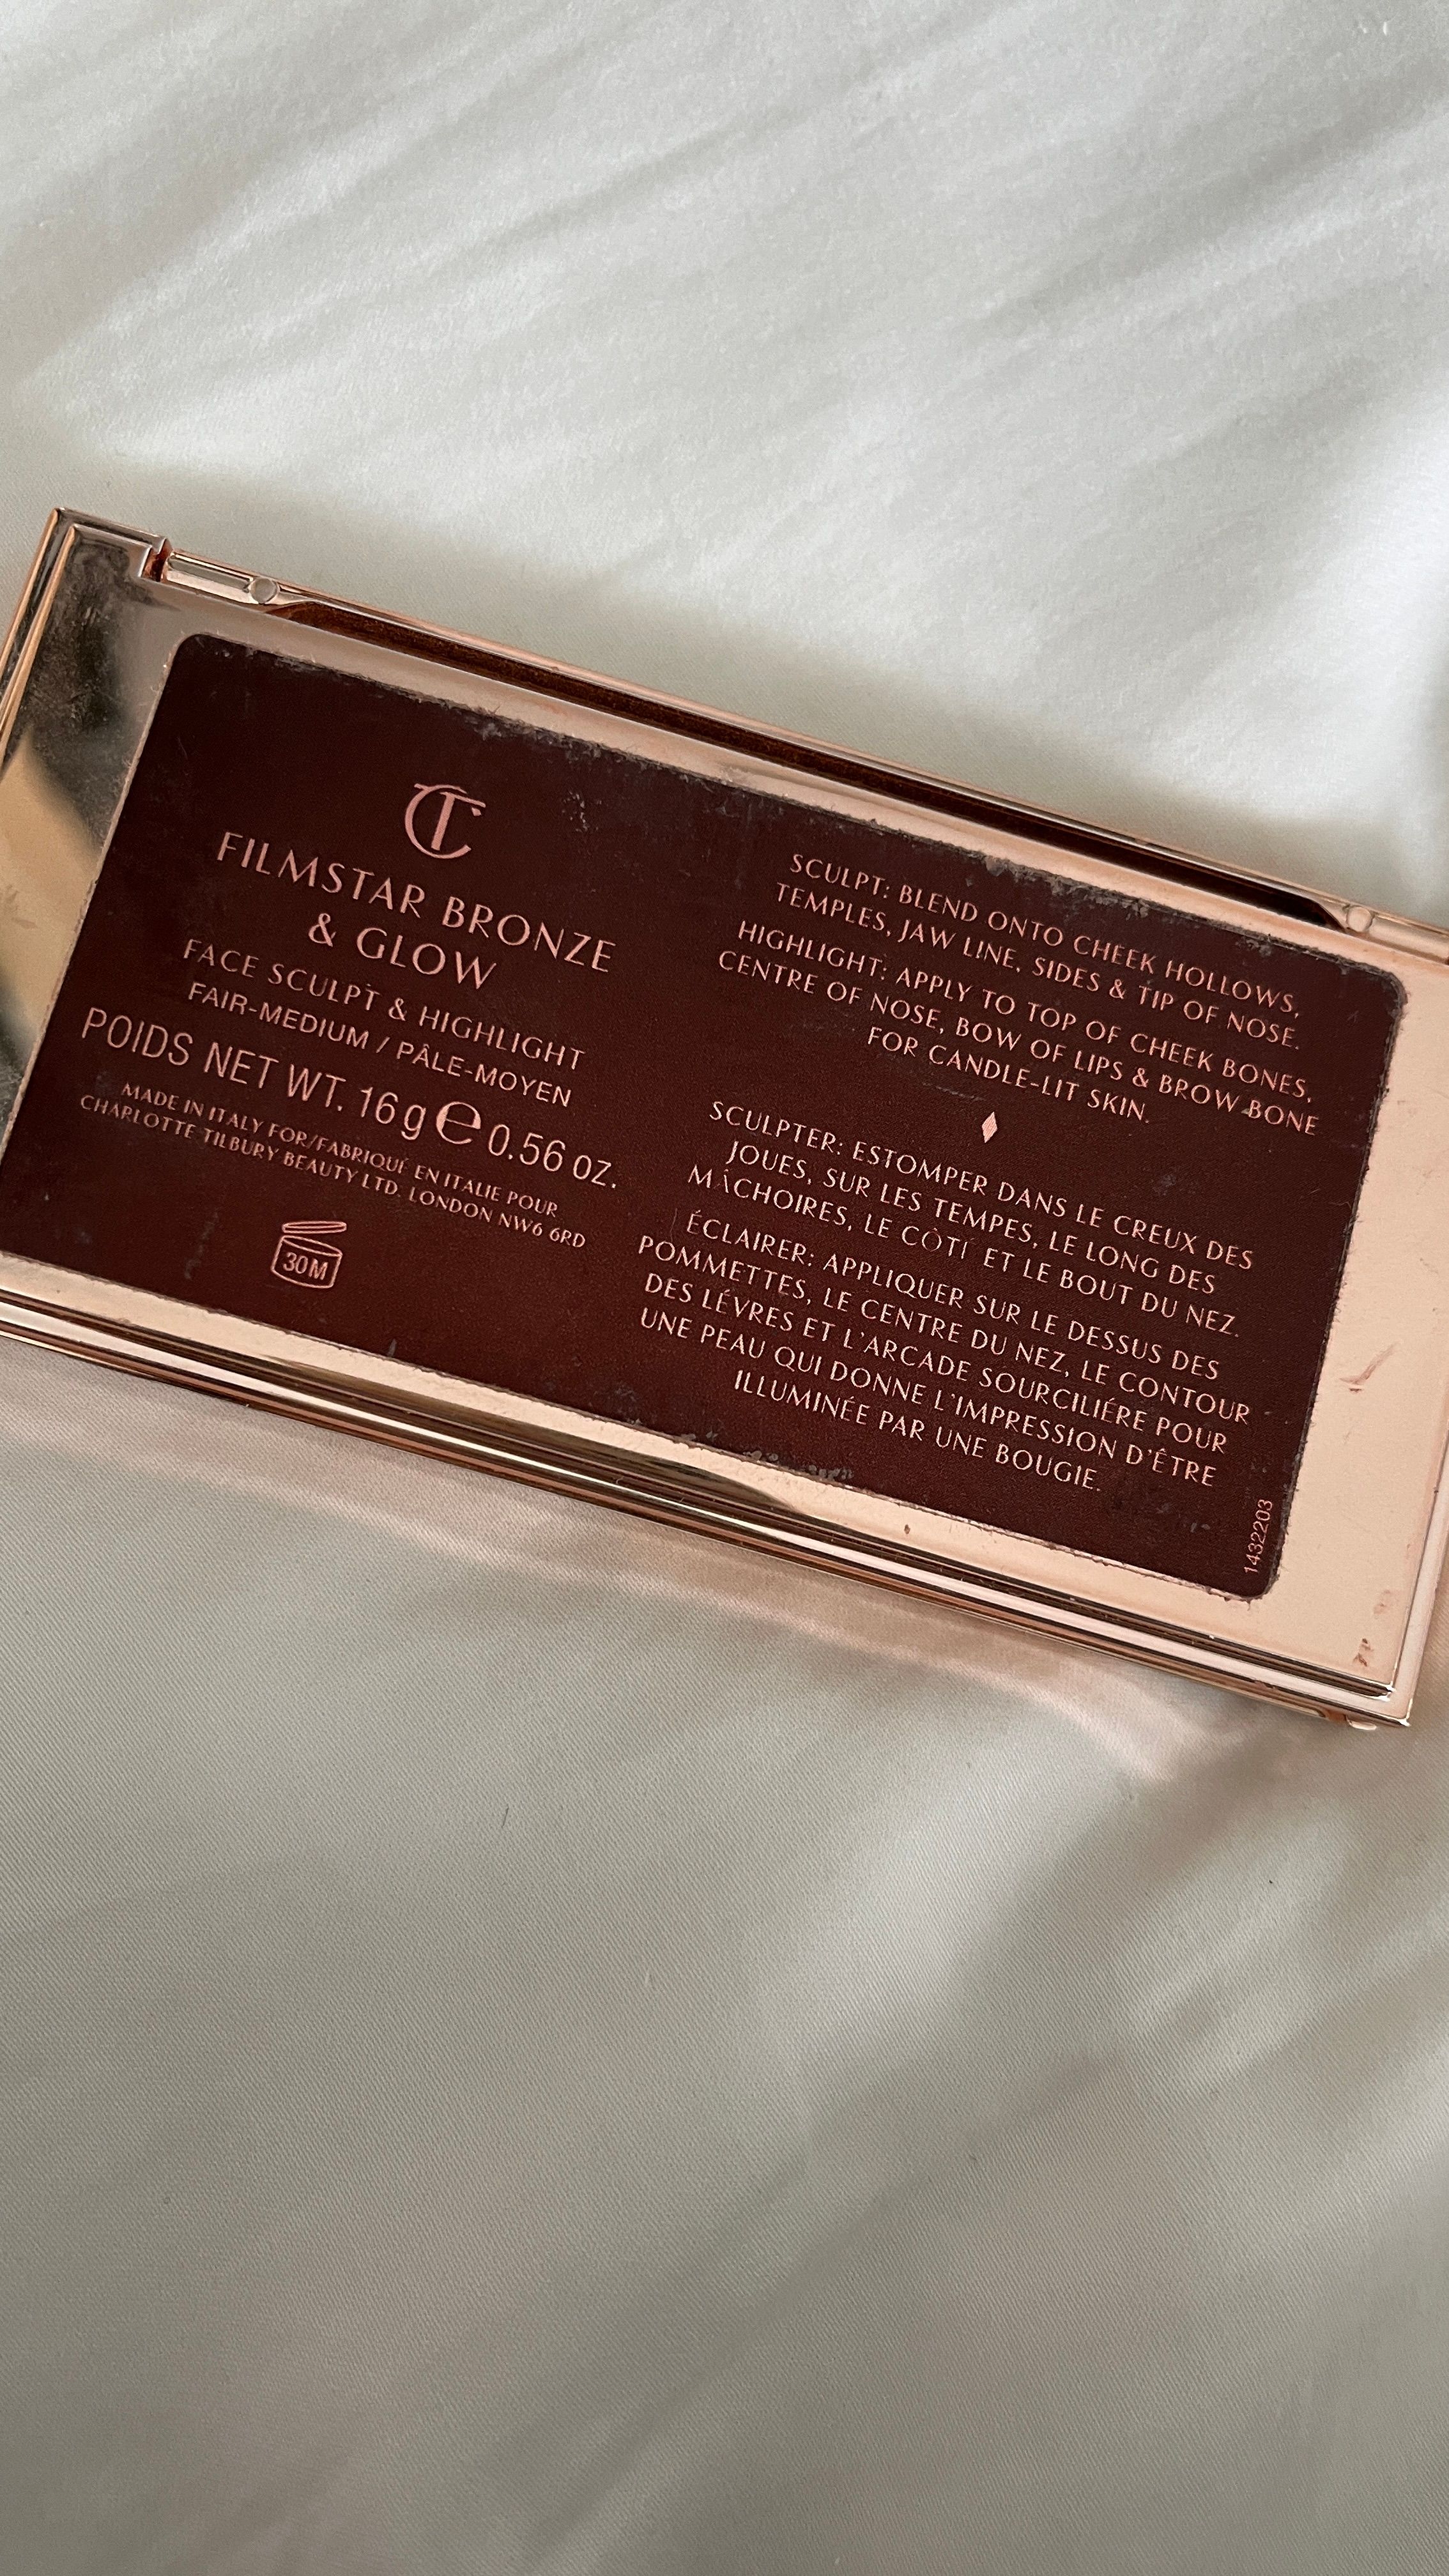 CT
FILMSTAR BRONZE
& GLOW
FACE SCULPT & HIGHLIGHT
FAIR-MEDIUM / PÂLE-MOYEN
POIDS NET WT. 16g ℮ 0.56 OZ.
MADE IN ITALY FOR/FABRIQUÉ EN ITALIE POUR
CHARLOTTE TILBURY BEAUTY LTD. LONDON NW6 6RD
30M
SCULPT: BLEND ONTO CHEEK HOLLOWS,
TEMPLES, JAW LINE, SIDES & TIP OF NOSE.
HIGHLIGHT: APPLY TO TOP OF CHEEK BONES,
CENTRE OF NOSE, BOW OF LIPS & BROW BONE
FOR CANDLE-LIT SKIN.
SCULPTER: ESTOMPER DANS LE CREUX DES
JOUES, SUR LES TEMPES, LE LONG DES
MÂCHOIRES, LE CÔTÉ ET LE BOUT DU NEZ.
ÉCLAIRER: APPLIQUER SUR LE DESSUS DES
POMMETTES, LE CENTRE DU NEZ, LE CONTOUR
DES LÉVRES ET L'ARCADE SOURCILIÉRE POUR
UNE PEAU QUI DONNE L'IMPRESSION D'ÊTRE
ILLUMINÉE PAR UNE BOUGIE.
1432203